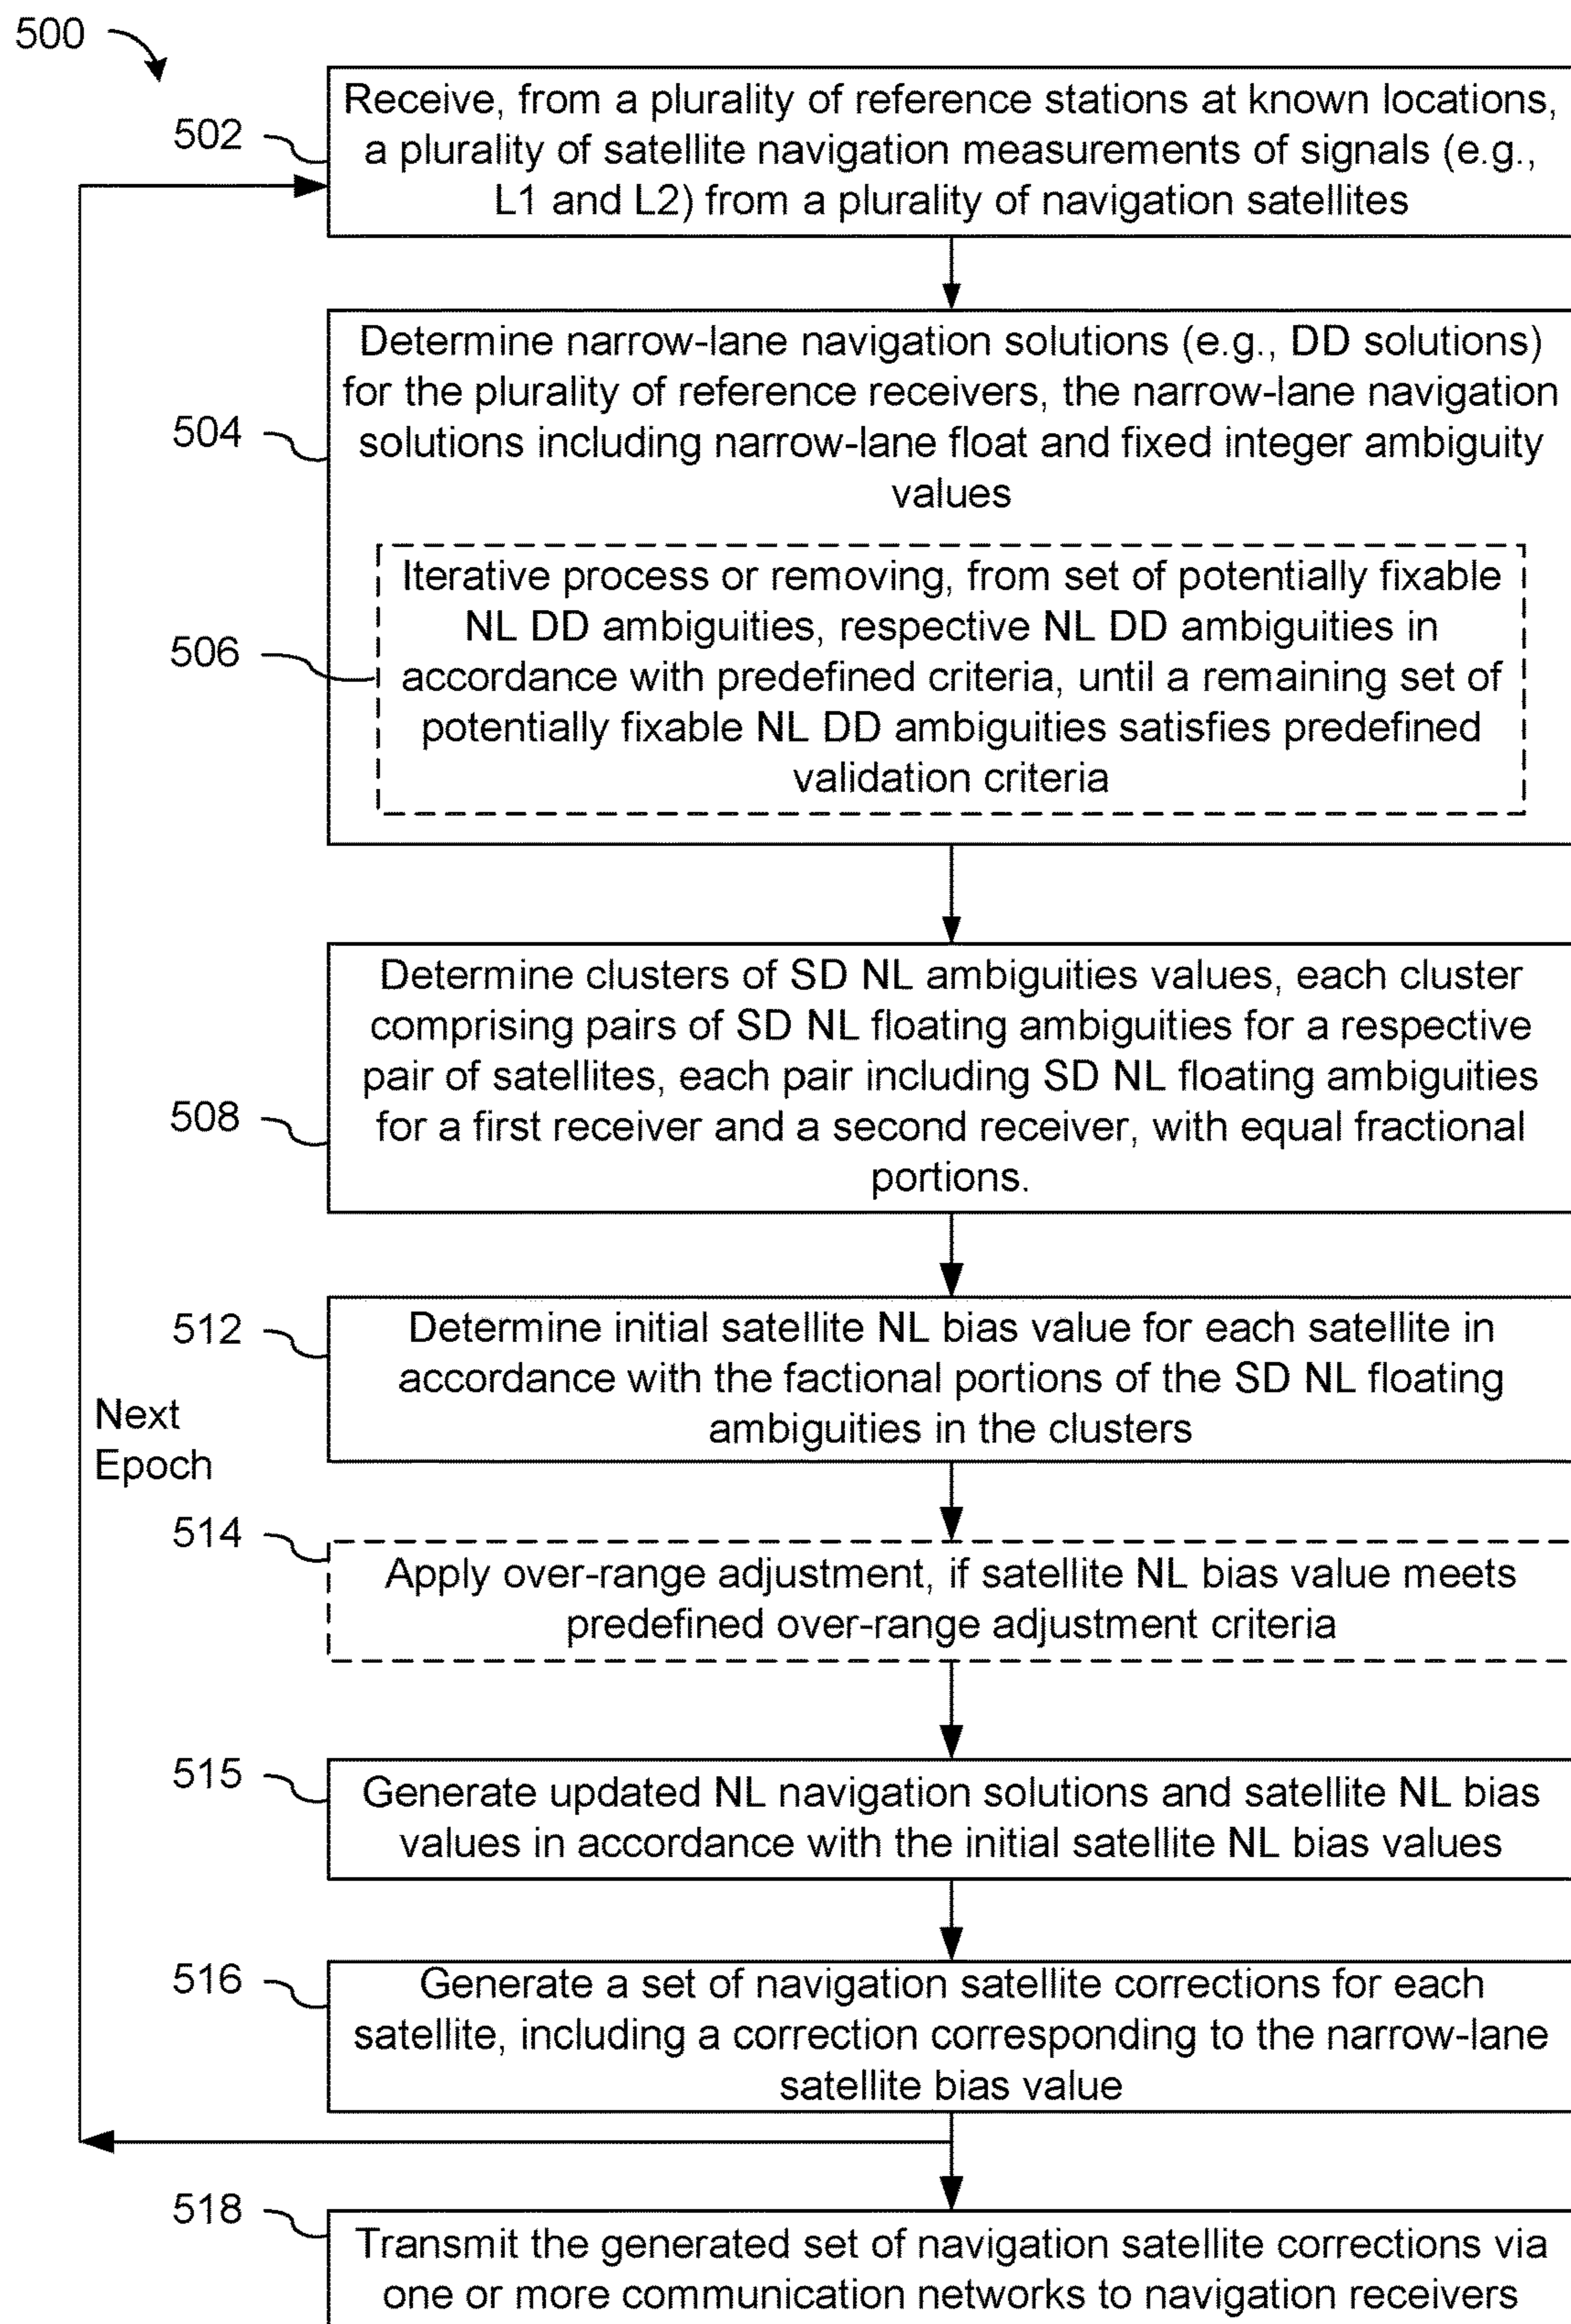 500
502
Receive, from a plurality of reference stations at known locations,
a plurality of satellite navigation measurements of signals (e.g.,
L1 and L2) from a plurality of navigation satellites
504
Determine narrow-lane navigation solutions (e.g., DD solutions)
for the plurality of reference receivers, the narrow-lane navigation
solutions including narrow-lane float and fixed integer ambiguity
values
506
Iterative process or removing, from set of potentially fixable
NL DD ambiguities, respective NL DD ambiguities in
accordance with predefined criteria, until a remaining set of
potentially fixable NL DD ambiguities satisfies predefined
validation criteria
508
Determine clusters of SD NL ambiguities values, each cluster
comprising pairs of SD NL floating ambiguities for a respective
pair of satellites, each pair including SD NL floating ambiguities
for a first receiver and a second receiver, with equal fractional
portions.
512
Determine initial satellite NL bias value for each satellite in
accordance with the factional portions of the SD NL floating
ambiguities in the clusters
Next
Epoch
514
Apply over-range adjustment, if satellite NL bias value meets
predefined over-range adjustment criteria
515
Generate updated NL navigation solutions and satellite NL bias
values in accordance with the initial satellite NL bias values
516
Generate a set of navigation satellite corrections for each
satellite, including a correction corresponding to the narrow-lane
satellite bias value
518
Transmit the generated set of navigation satellite corrections via
one or more communication networks to navigation receivers